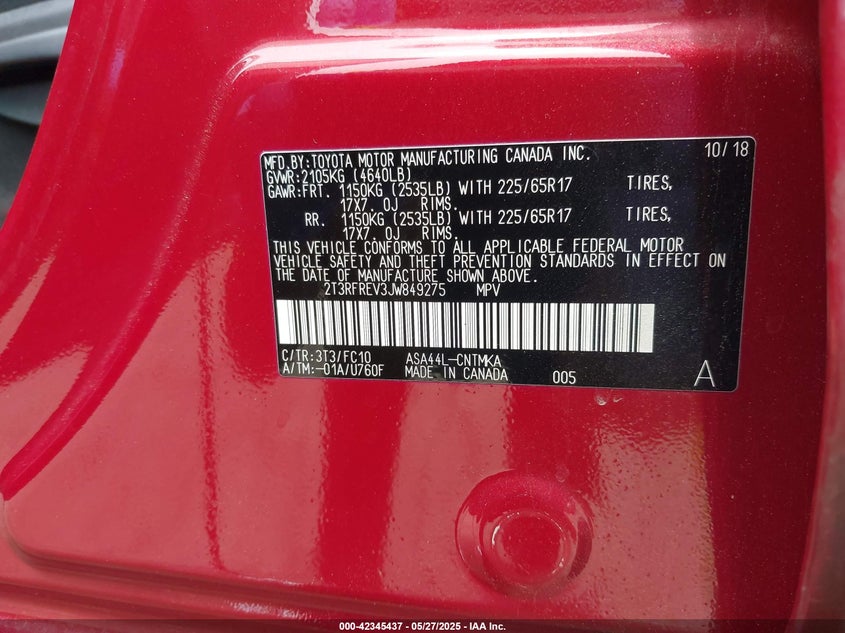 MFD.BY:TOYOTA MOTOR MANUFACTURING CANADA INC. 10/18
GVWR:2105KG (4640LB)
GAWR:FRT. 1150KG (2535LB) WITH 225/65R17 TIRES,
17X7. 0J RIMS.
RR. 1150KG (2535LB) WITH 225/65R17 TIRES,
17X7. 0J RIMS.
THIS VEHICLE CONFORMS TO ALL APPLICABLE FEDERAL MOTOR
VEHICLE SAFETY AND THEFT PREVENTION STANDARDS IN EFFECT ON
THE DATE OF MANUFACTURE SHOWN ABOVE.
2T3RFREV3JW849275 MPV
C/TR:3T3/FC10 ASA44L-CNTMKA
A/TM:-01A/U760F MADE IN CANADA 005 A
000-42345437 - 05/27/2025 - IAA Inc.